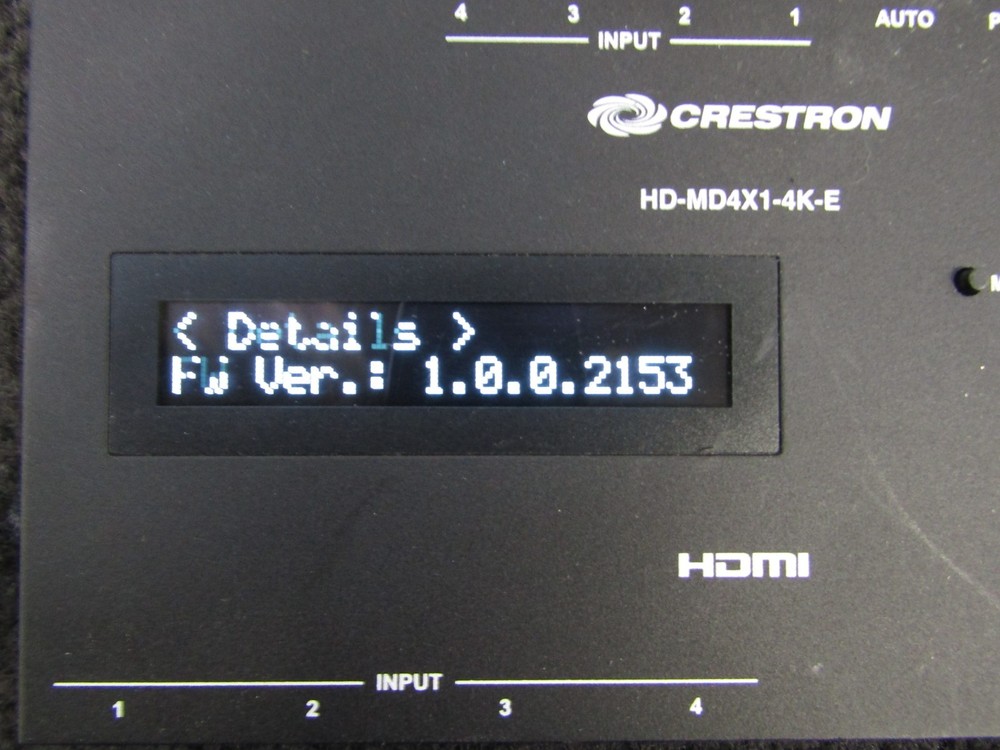 4 3 2 1 AUTO
INPUT
CRESTRON
HD-MD4X1-4K-E
< Details >
FW Ver.: 1.0.0.2153
HDMI
INPUT
1 2 3 4